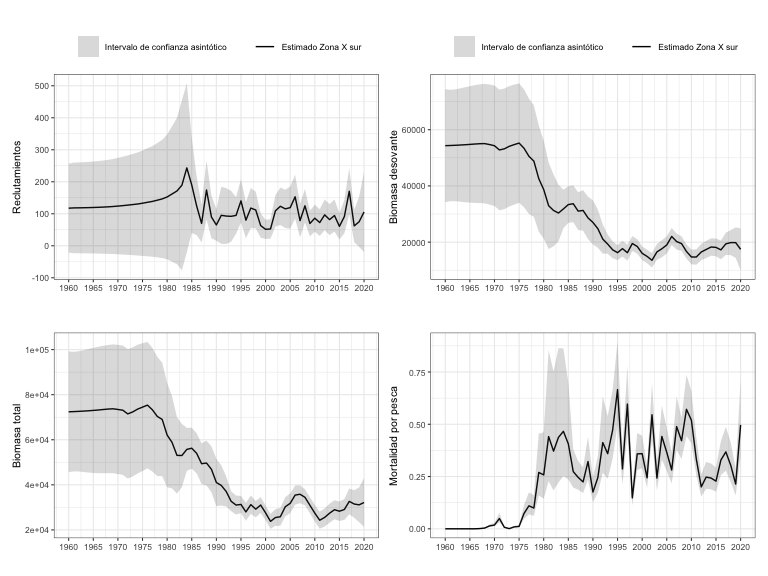 Intervalo de confianza asintótico Estimado Zona X sur
Intervalo de confianza asintótico Estimado Zona X sur
Reclutamientos
500
400
300
200
100
0
-100
1960 1965 1970 1975 1980 1985 1990 1995 2000 2005 2010 2015 2020
Biomasa desovante
60000
40000
20000
1960 1965 1970 1975 1980 1985 1990 1995 2000 2005 2010 2015 2020
Biomasa total
1e+05
8e+04
6e+04
4e+04
2e+04
1960 1965 1970 1975 1980 1985 1990 1995 2000 2005 2010 2015 2020
Mortalidad por pesca
0.75
0.50
0.25
0.00
1960 1965 1970 1975 1980 1985 1990 1995 2000 2005 2010 2015 2020